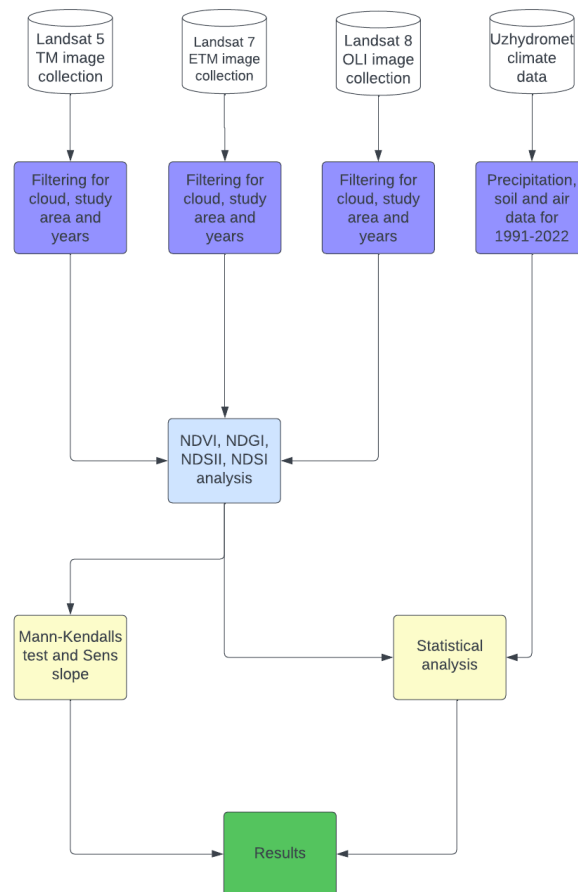 Landsat 5
TM image
collection
Landsat 7
ETM image
collection
Landsat 8
OLI image
collection
Uzhydromet
climate
data
Filtering for
cloud, study
area and
years
Filtering for
cloud, study
area and
years
Filtering for
cloud, study
area and
years
Precipitation,
soil and air
data for
1991-2022
NDVI, NDGI,
NDSII, NDSI
analysis
Mann-Kendalls
test and Sens
slope
Statistical
analysis
Results